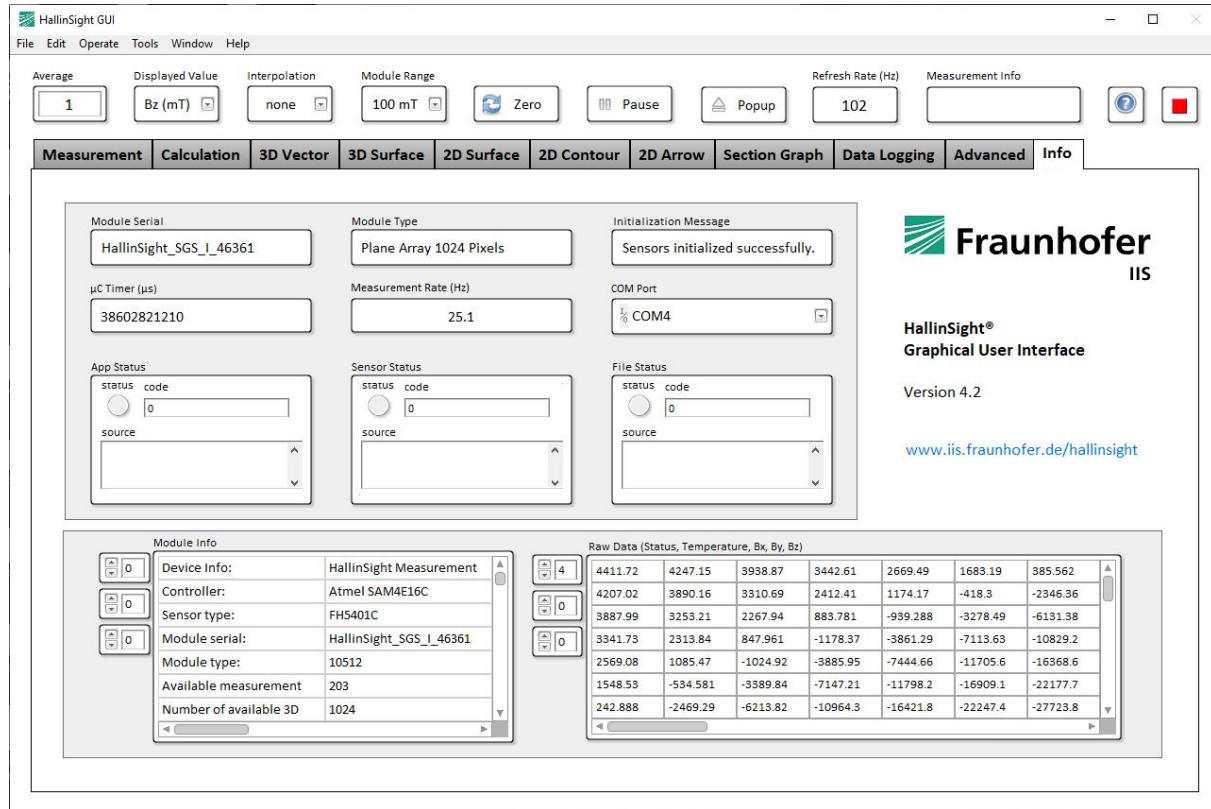 HallinSight GUI
File Edit Operate Tools Window Help
Average Displayed Value Interpolation Module Range Refresh Rate (Hz) Measurement Info
1 Bz (mT) none 100 mT Zero Pause Popup 102
Measurement Calculation 3D Vector 3D Surface 2D Surface 2D Contour 2D Arrow Section Graph Data Logging Advanced Info
Module Serial Module Type Initialization Message
HallinSight_SGS_I_46361 Plane Array 1024 Pixels Sensors initialized successfully.
µC Timer (µs) Measurement Rate (Hz) COM Port
38602821210 25.1 COM4
App Status Sensor Status File Status
status code status code status code
0 0 0
source source source
Fraunhofer
IIS
HallinSight®
Graphical User Interface
Version 4.2
www.iis.fraunhofer.de/hallinsight
Module Info
0 Device Info: HallinSight Measurement
0 Controller: Atmel SAM4E16C
Sensor type: FH5401C
0 Module serial: HallinSight_SGS_I_46361
Module type: 10512
Available measurement 203
Number of available 3D 1024
Raw Data (Status, Temperature, Bx, By, Bz)
4 4411.72 4247.15 3938.87 3442.61 2669.49 1683.19 385.562
0 4207.02 3890.16 3310.69 2412.41 1174.17 -418.3 -2346.36
3887.99 3253.21 2267.94 883.781 -939.288 -3278.49 -6131.38
0 3341.73 2313.84 847.961 -1178.37 -3861.29 -7113.63 -10829.2
2569.08 1085.47 -1024.92 -3885.95 -7444.66 -11705.6 -16368.6
1548.53 -534.581 -3389.84 -7147.21 -11798.2 -16909.1 -22177.7
242.888 -2469.29 -6213.82 -10964.3 -16421.8 -22247.4 -27723.8